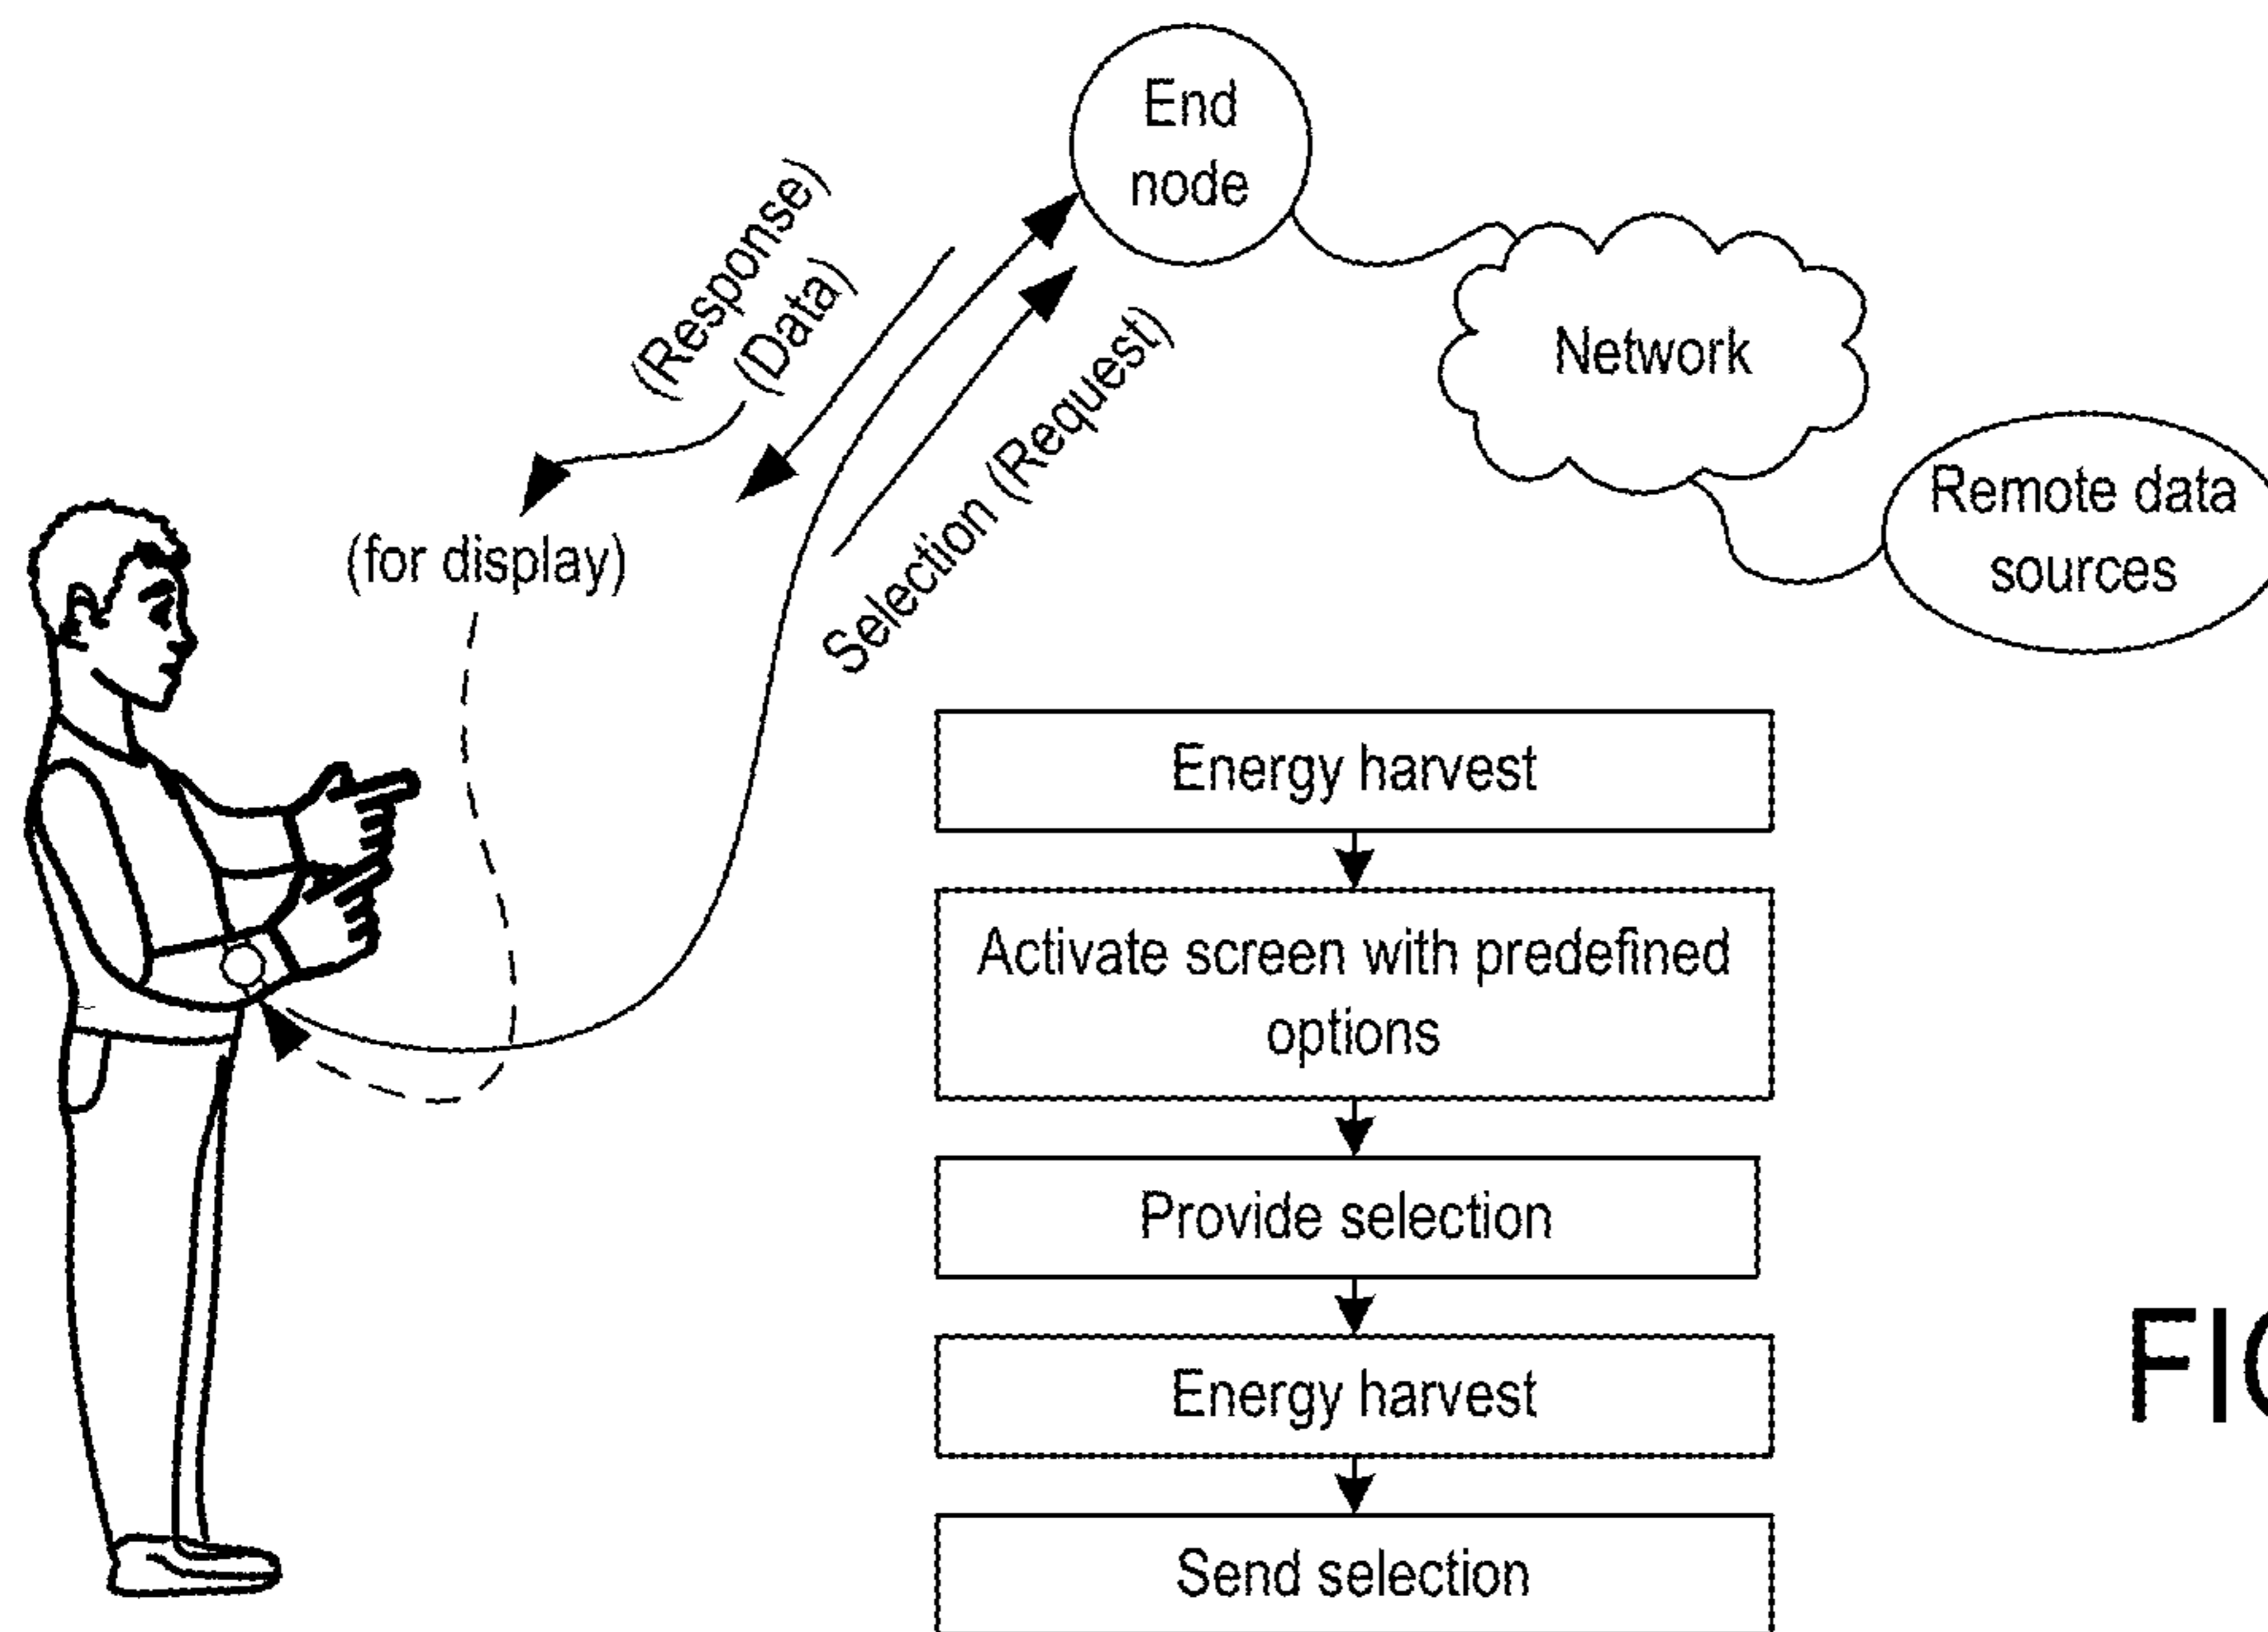 End
node
(Response)
(Data)
Selection (Request)
Network
Remote data
sources
(for display)
Energy harvest
Activate screen with predefined
options
Provide selection
Energy harvest
Send selection